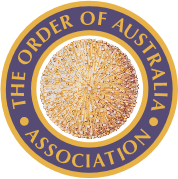 THE ORDER OF AUSTRALIA
ASSOCIATION